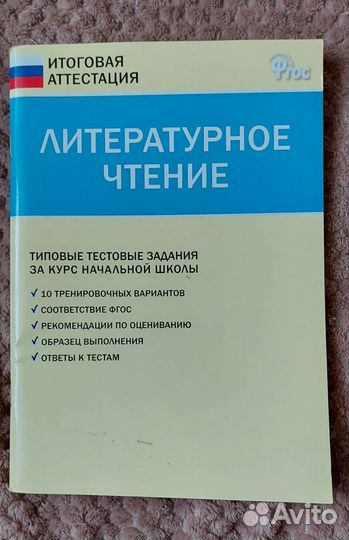 ИТОГОВАЯ
АТТЕСТАЦИЯ
ФГОС
ЛИТЕРАТУРНОЕ
ЧТЕНИЕ
ТИПОВЫЕ ТЕСТОВЫЕ ЗАДАНИЯ
ЗА КУРС НАЧАЛЬНОЙ ШКОЛЫ
✓ 10 ТРЕНИРОВОЧНЫХ ВАРИАНТОВ
✓ СООТВЕТСТВИЕ ФГОС
✓ РЕКОМЕНДАЦИИ ПО ОЦЕНИВАНИЮ
✓ ОБРАЗЕЦ ВЫПОЛНЕНИЯ
✓ ОТВЕТЫ К ТЕСТАМ
Avito